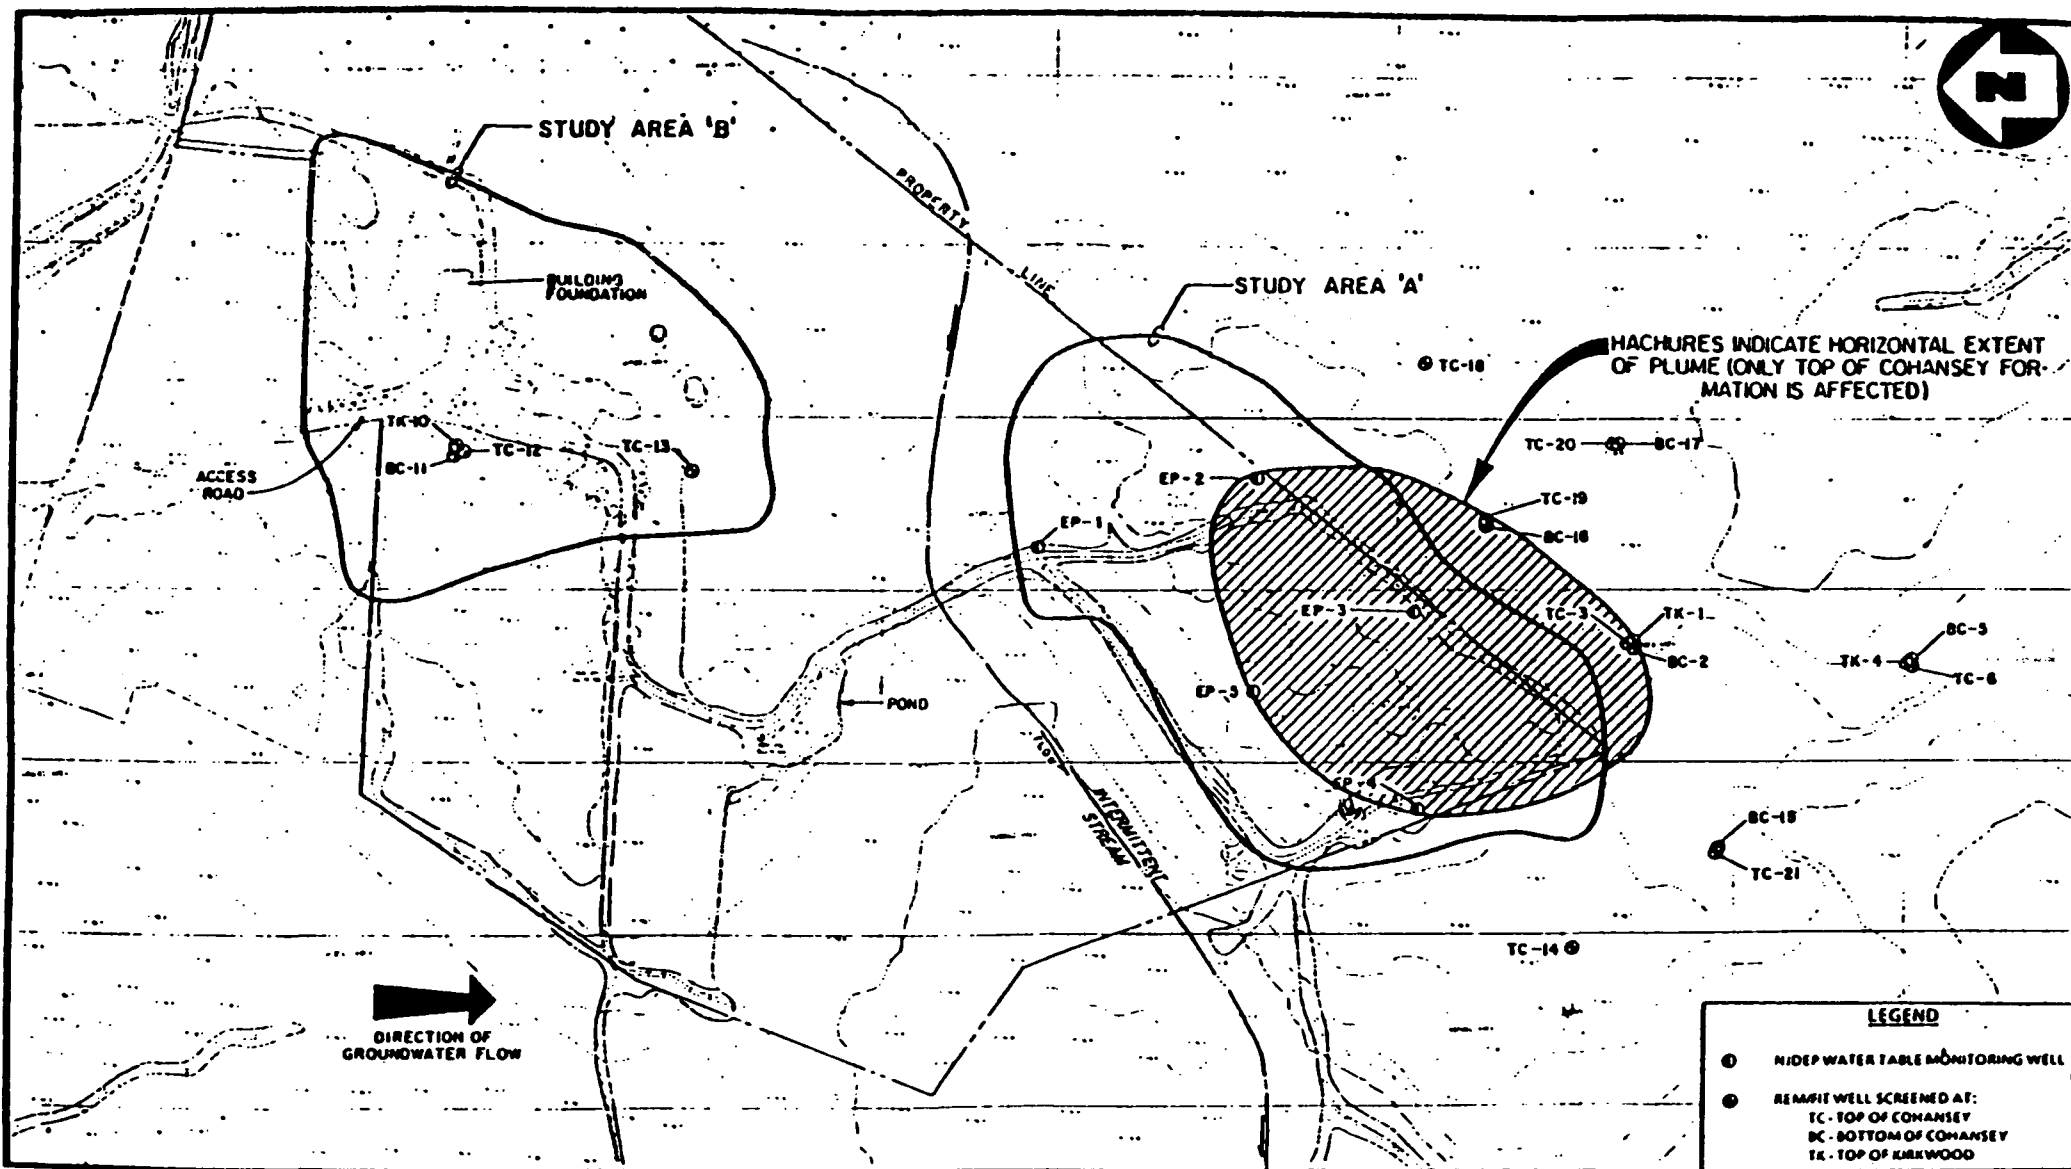 N
STUDY AREA 'B'
PROPERTY
LINE
BUILDING
FOUNDATION
STUDY AREA 'A'
HACHURES INDICATE HORIZONTAL EXTENT
OF PLUME (ONLY TOP OF COHANSEY FOR-
MATION IS AFFECTED)
TC-18
TK-10
TC-12
BC-11
TC-13
ACCESS
ROAD
TC-20
BC-17
EP-2
TC-19
BC-16
EP-1
EP-3
TC-3
TK-1
BC-2
BC-5
TK-4
TC-6
EP-5
POND
FLOW
EP-4
INTERMITTENT
STREAM
BC-15
TC-21
TC-14
DIRECTION OF
GROUNDWATER FLOW
LEGEND
NJDEP WATER TABLE MONITORING WELL
REM/FIT WELL SCREENED AT:
TC - TOP OF COHANSEY
BC - BOTTOM OF COHANSEY
TK - TOP OF KIRKWOOD